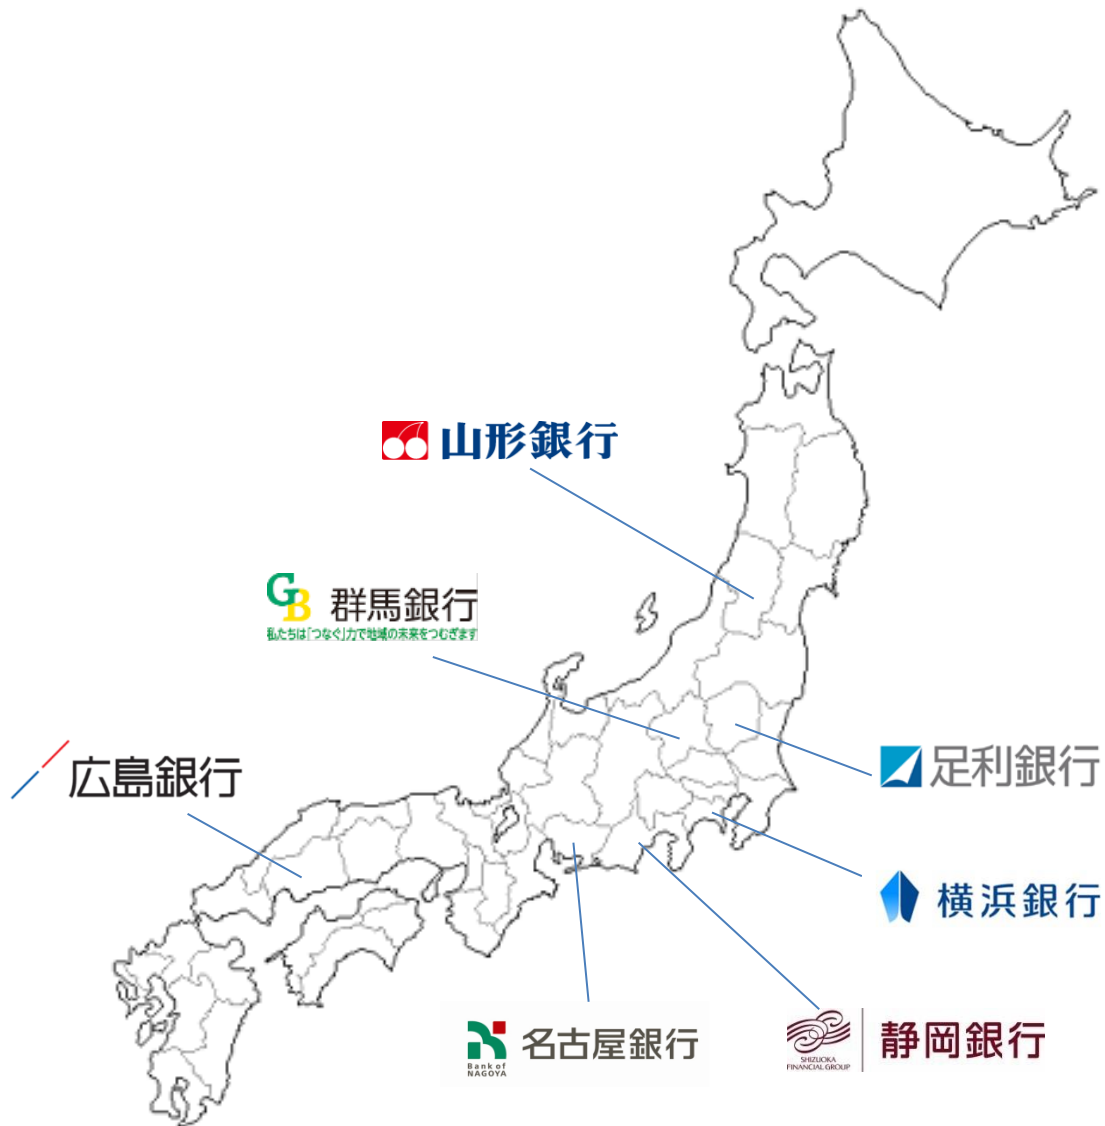 山形銀行
GB 群馬銀行
私たちは「つなぐ」力で地域の未来をつむぎます
広島銀行
足利銀行
横浜銀行
Bank of
NAGOYA
名古屋銀行
SHIZUOKA
FINANCIAL GROUP
静岡銀行